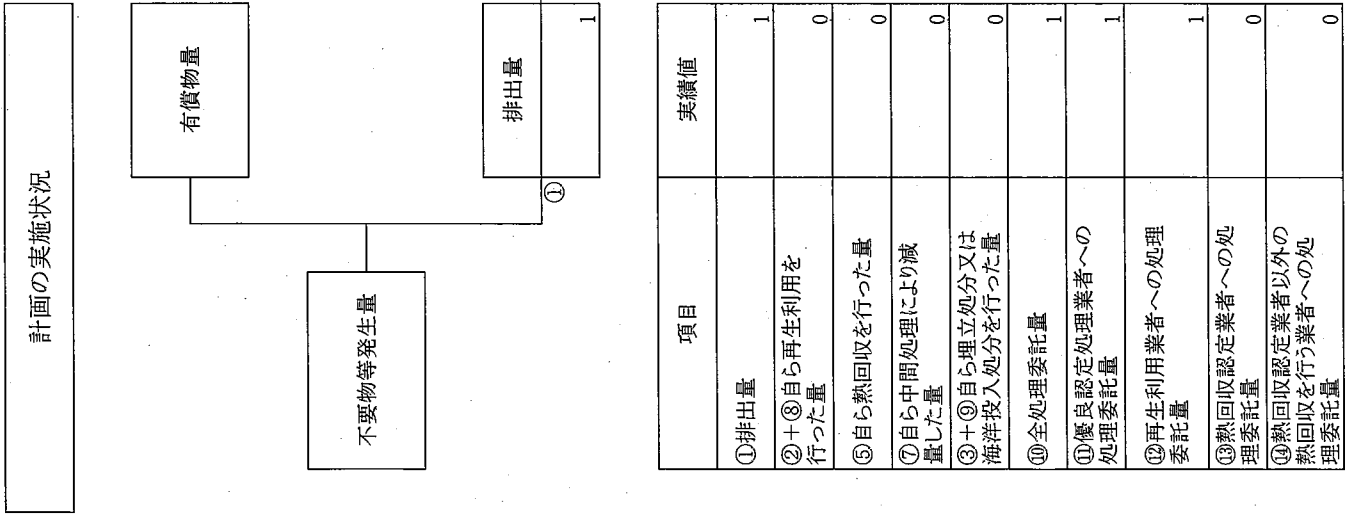 計画の実施状況
不要物等発生量
有償物量
①
排出量
1
項目
実績値
①排出量
1
②+⑧自ら再生利用を
行った量
0
⑤自ら熱回収を行った量
0
⑦自ら中間処理により減
量した量
0
③+⑨自ら埋立処分又は
海洋投入処分を行った量
0
⑩全処理委託量
1
⑪優良認定処理業者への
処理委託量
1
⑫再生利用業者への処理
委託量
1
⑬熱回収認定業者への処
理委託量
0
⑭熱回収認定業者以外の
熱回収を行う業者への処
理委託量
0